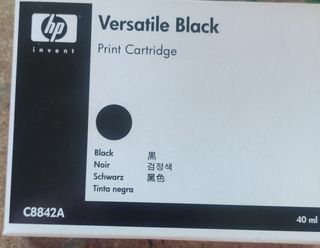 hp
invent
Versatile Black
Print Cartridge
Black 黒
Noir 검정색
Schwarz 黑色
Tinta negra
C8842A
40 ml